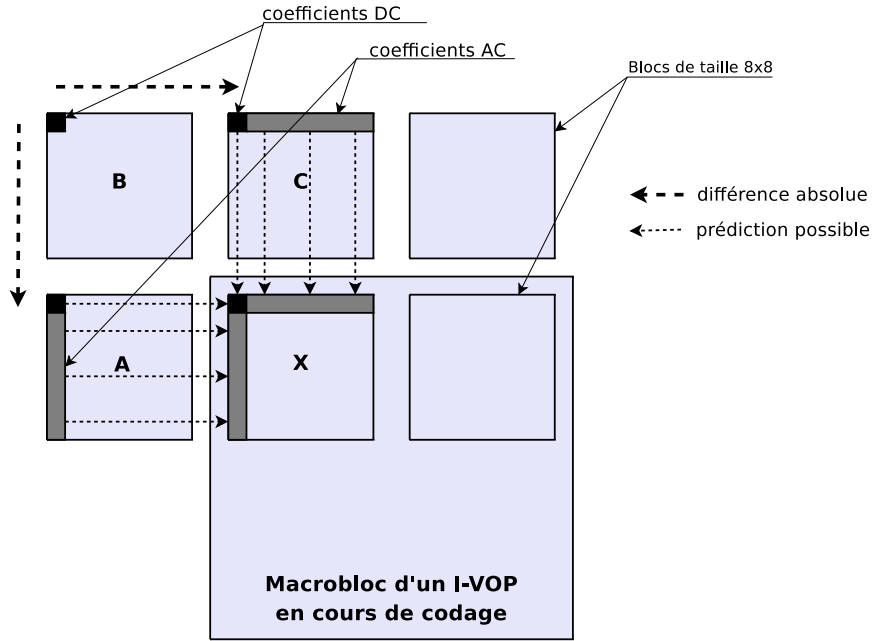 coefficients DC
coefficients AC
Blocs de taille 8x8
B
C
différence absolue
prédiction possible
A
X
Macrobloc d'un I-VOP
en cours de codage